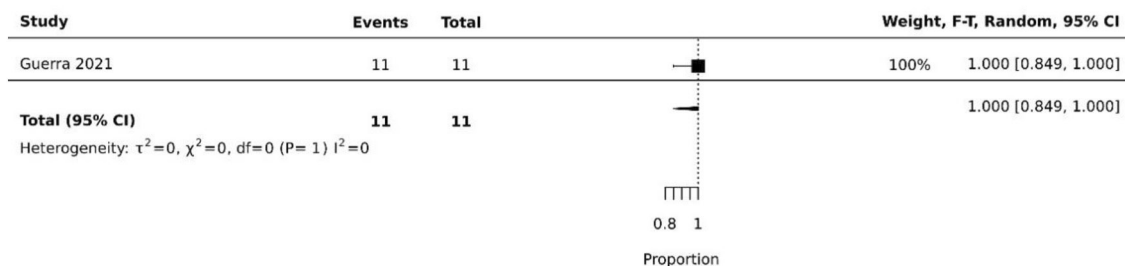 Study Events Total Weight, F-T, Random, 95% CI
Guerra 2021 11 11 100% 1.000 [0.849, 1.000]
1.000 [0.849, 1.000]
Total (95% CI) 11 11
Heterogeneity: τ²=0, χ²=0, df=0 (P= 1) I²=0
0.8 1
Proportion